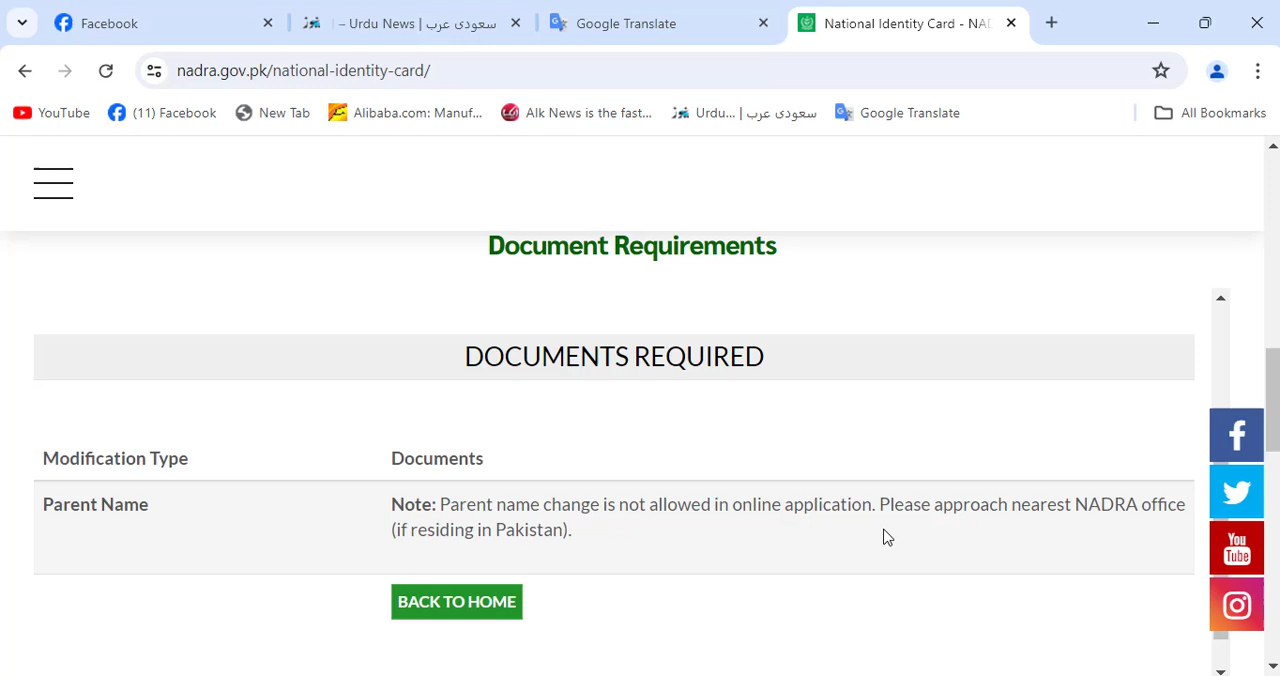 Facebook
سعودی عرب | Urdu News –
Google Translate
National Identity Card - NAD
nadra.gov.pk/national-identity-card/
YouTube
(11) Facebook
New Tab
Alibaba.com: Manuf...
Alk News is the fast...
سعودی عرب | Urdu...
Google Translate
All Bookmarks
Document Requirements
DOCUMENTS REQUIRED
Modification Type
Documents
Parent Name
Note: Parent name change is not allowed in online application. Please approach nearest NADRA office
(if residing in Pakistan).
BACK TO HOME
You
Tube